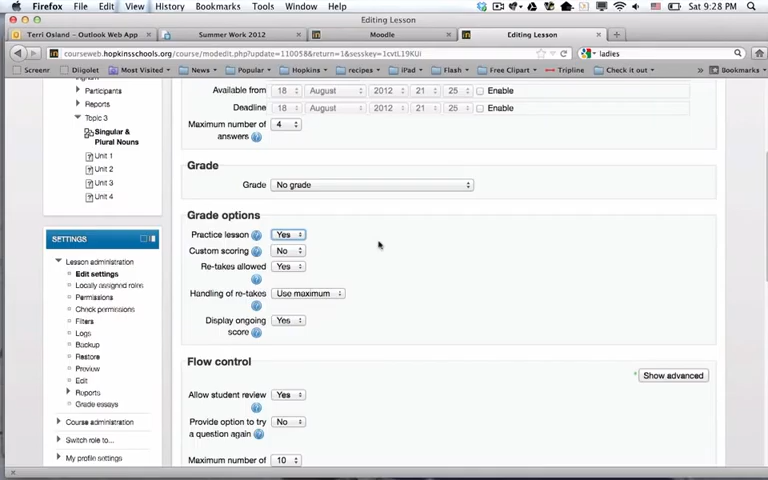 Firefox File Edit View History Bookmarks Tools Window Help Sat 9:28 PM
Editing Lesson
Terri Osland - Outlook Web App Summer Work 2012 Moodle Editing Lesson
courseweb.hopkinsschools.org/course/modedit.php?update=110058&return=1&sesskey=1cvtL19KUI ladies
Screenr Diigolet Most Visited News Popular Hopkins recipes iPad Flash Free Clipart Tripline Check it out Bookmarks
Participants
Reports
Topic 3
Singular &
Plural Nouns
Unit 1
Unit 2
Unit 3
Unit 4
SETTINGS
Lesson administration
Edit settings
Locally assigned roles
Permissions
Check permissions
Filters
Logs
Backup
Restore
Preview
Edit
Reports
Grade essays
Course administration
Switch role to...
My profile settings
Available from 18 August 2012 21 25 Enable
Deadline 18 August 2012 21 25 Enable
Maximum number of 4
answers
Grade
Grade No grade
Grade options
Practice lesson Yes
Custom scoring No
Re-takes allowed Yes
Handling of re-takes Use maximum
Display ongoing Yes
score
Flow control
Show advanced
Allow student review Yes
Provide option to try No
a question again
Maximum number of 10